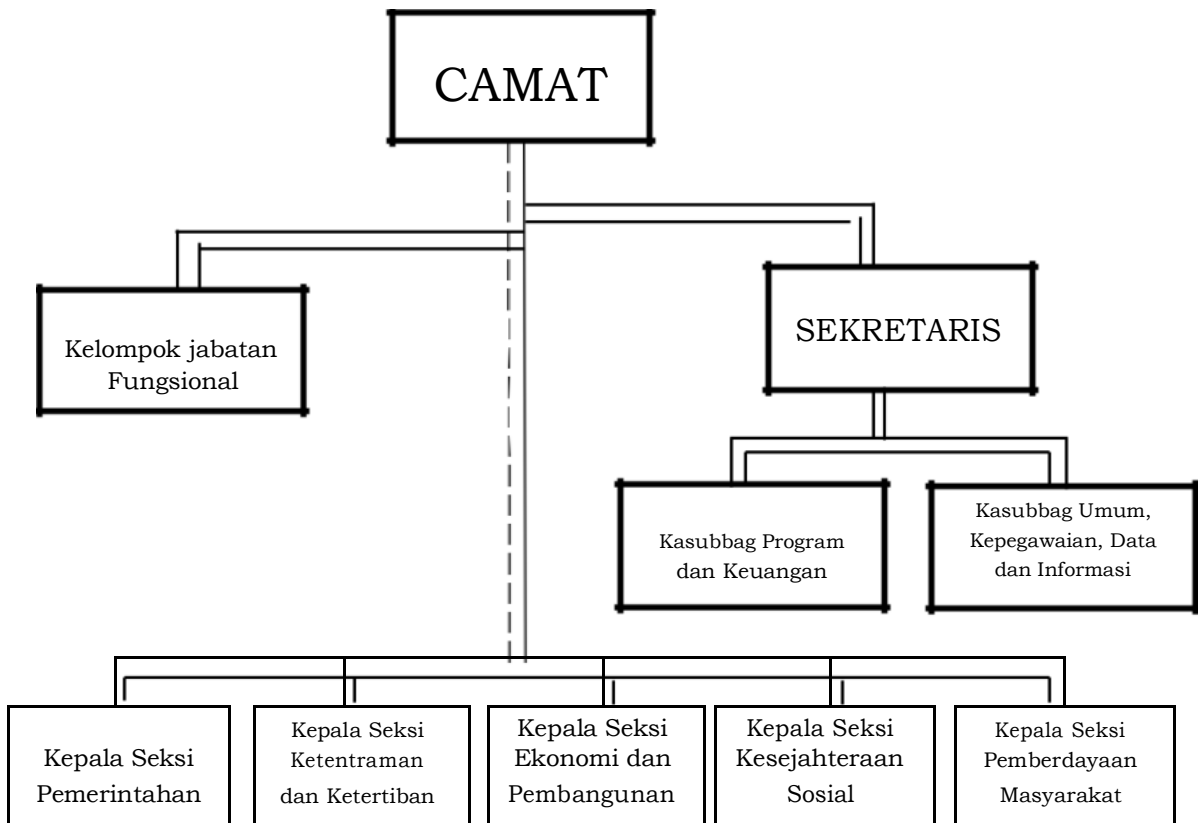 CAMAT
SEKRETARIS
Kelompok jabatan
Fungsional
Kasubbag Program
dan Keuangan
Kasubbag Umum,
Kepegawaian, Data
dan Informasi
Kepala Seksi
Pemerintahan
Kepala Seksi
Ketentraman
dan Ketertiban
Kepala Seksi
Ekonomi dan
Pembangunan
Kepala Seksi
Kesejahteraan
Sosial
Kepala Seksi
Pemberdayaan
Masyarakat